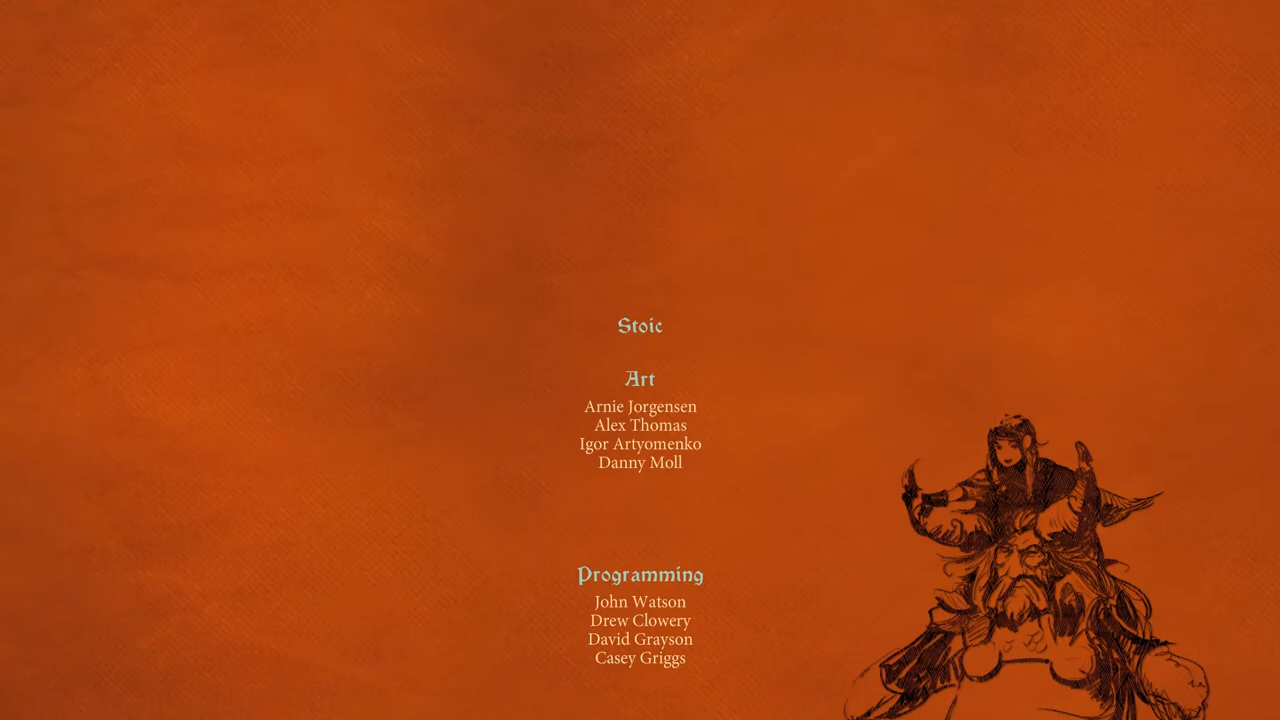 Stoic
Art
Arnie Jorgensen
Alex Thomas
Igor Artyomenko
Danny Moll
Programming
John Watson
Drew Clowery
David Grayson
Casey Griggs